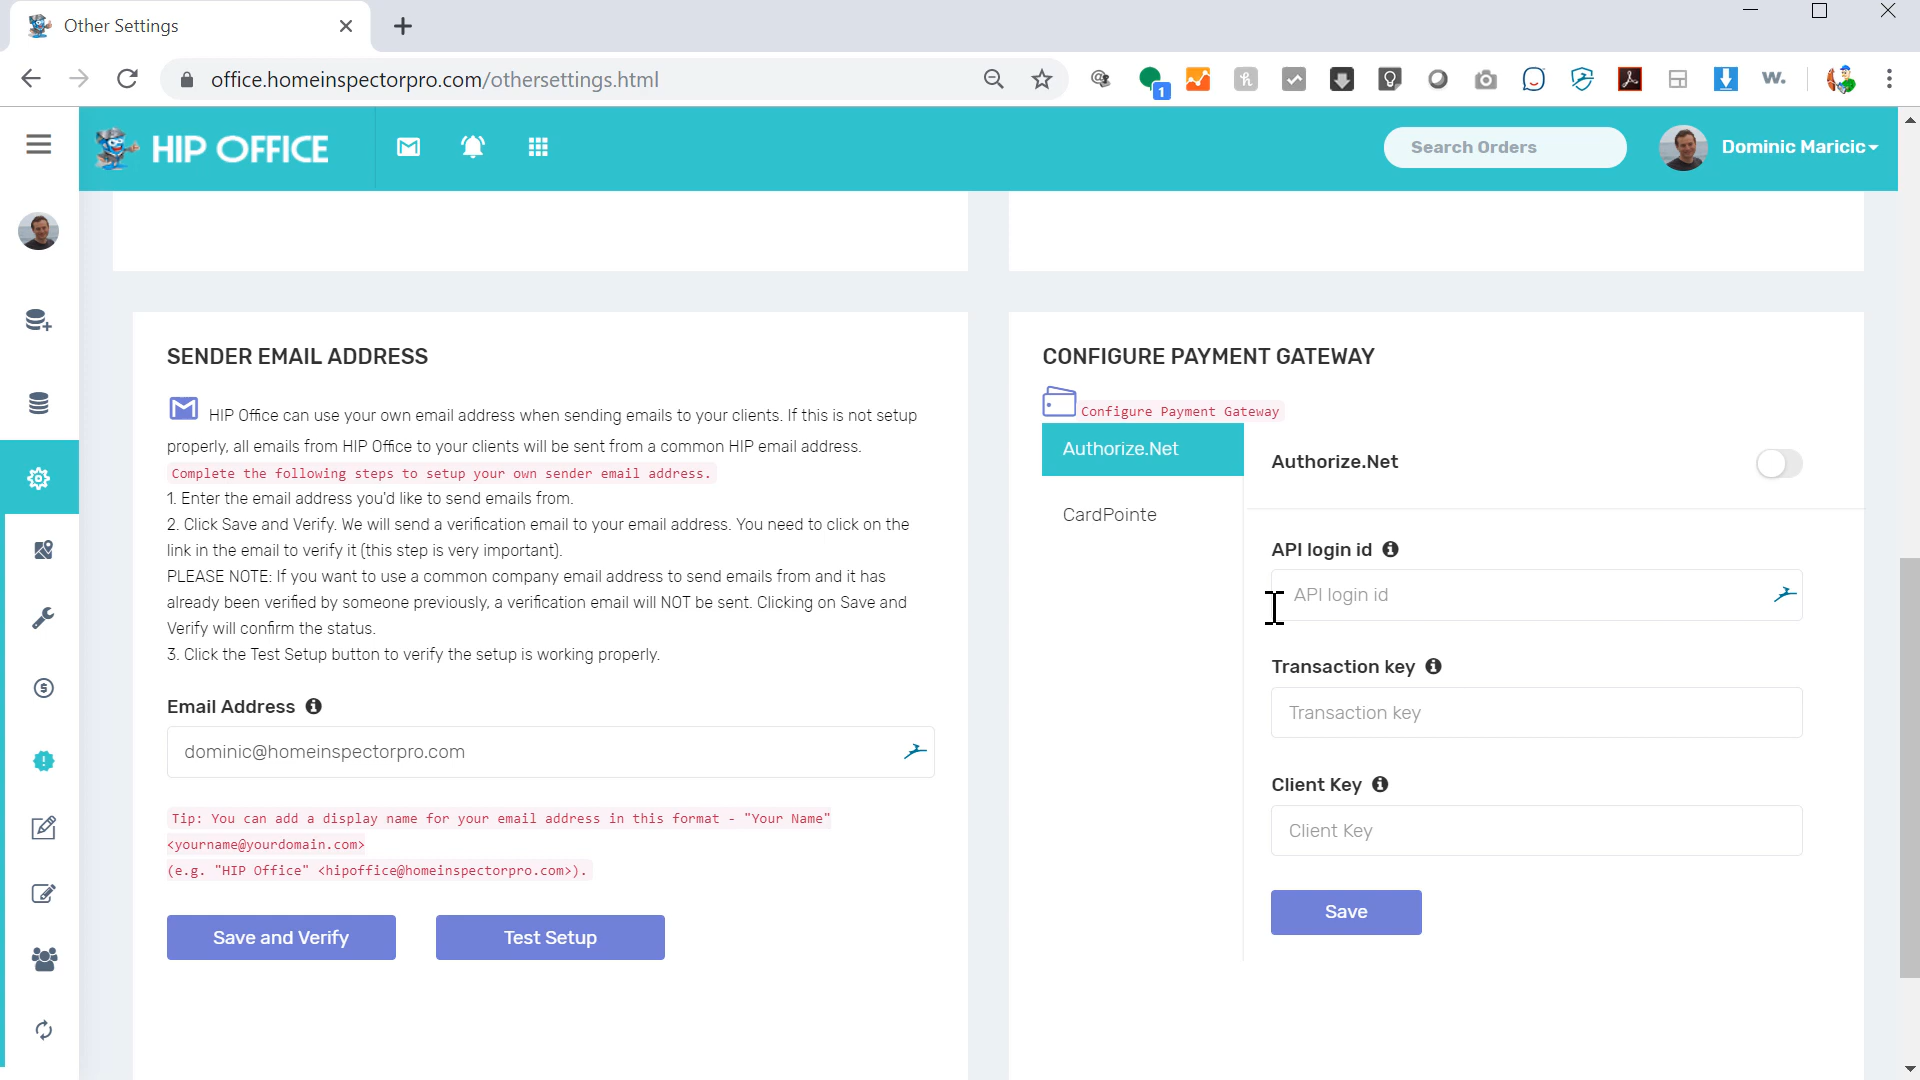 Other Settings
office.homeinspectorpro.com/othersettings.html
1
w.
HIP OFFICE
Search Orders
Dominic Maricic
SENDER EMAIL ADDRESS
HIP Office can use your own email address when sending emails to your clients. If this is not setup
properly, all emails from HIP Office to your clients will be sent from a common HIP email address.
Complete the following steps to setup your own sender email address.
1. Enter the email address you'd like to send emails from.
2. Click Save and Verify. We will send a verification email to your email address. You need to click on the
link in the email to verify it (this step is very important).
PLEASE NOTE: If you want to use a common company email address to send emails from and it has
already been verified by someone previously, a verification email will NOT be sent. Clicking on Save and
Verify will confirm the status.
3. Click the Test Setup button to verify the setup is working properly.
Email Address
dominic@homeinspectorpro.com
Tip: You can add a display name for your email address in this format - "Your Name"
<yourname@yourdomain.com>
(e.g. "HIP Office" <hipoffice@homeinspectorpro.com>).
Save and Verify
Test Setup
CONFIGURE PAYMENT GATEWAY
Configure Payment Gateway
Authorize.Net
CardPointe
Authorize.Net
API login id
API login id
Transaction key
Transaction key
Client Key
Client Key
Save